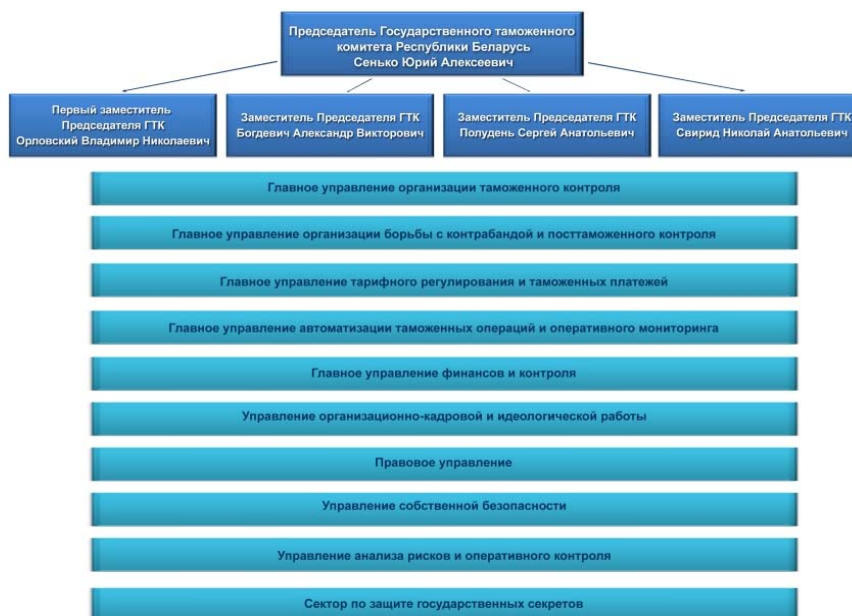 Председатель Государственного таможенного
комитета Республики Беларусь
Сенько Юрий Алексеевич
Первый заместитель
Председателя ГТК
Орловский Владимир Николаевич
Заместитель Председателя ГТК
Богдевич Александр Викторович
Заместитель Председателя ГТК
Полудень Сергей Анатольевич
Заместитель Председателя ГТК
Свирид Николай Анатольевич
Главное управление организации таможенного контроля
Главное управление организации борьбы с контрабандой и посттаможенного контроля
Главное управление тарифного регулирования и таможенных платежей
Главное управление автоматизации таможенных операций и оперативного мониторинга
Главное управление финансов и контроля
Управление организационно-кадровой и идеологической работы
Правовое управление
Управление собственной безопасности
Управление анализа рисков и оперативного контроля
Сектор по защите государственных секретов